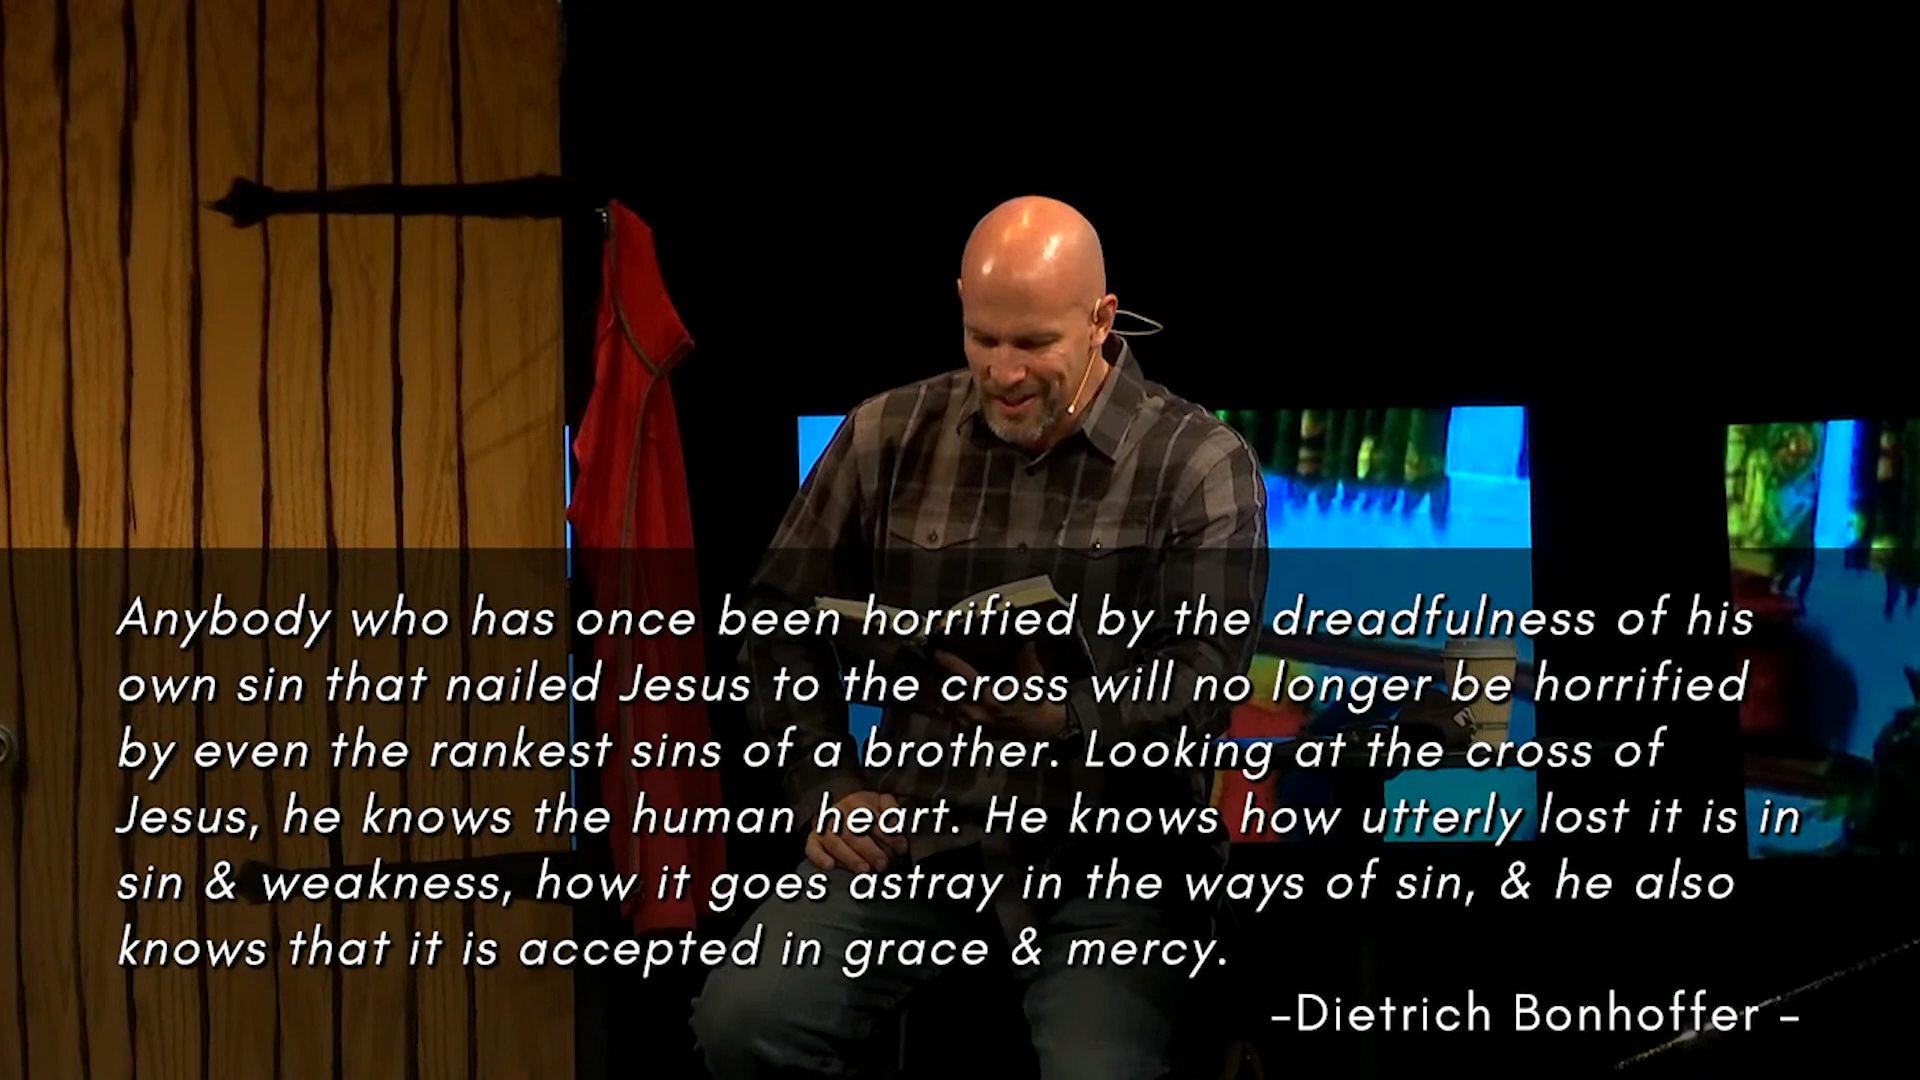 Anybody who has once been horrified by the dreadfulness of his
own sin that nailed Jesus to the cross will no longer be horrified
by even the rankest sins of a brother. Looking at the cross of
Jesus, he knows the human heart. He knows how utterly lost it is in
sin & weakness, how it goes astray in the ways of sin, & he also
knows that it is accepted in grace & mercy.
-Dietrich Bonhoffer -